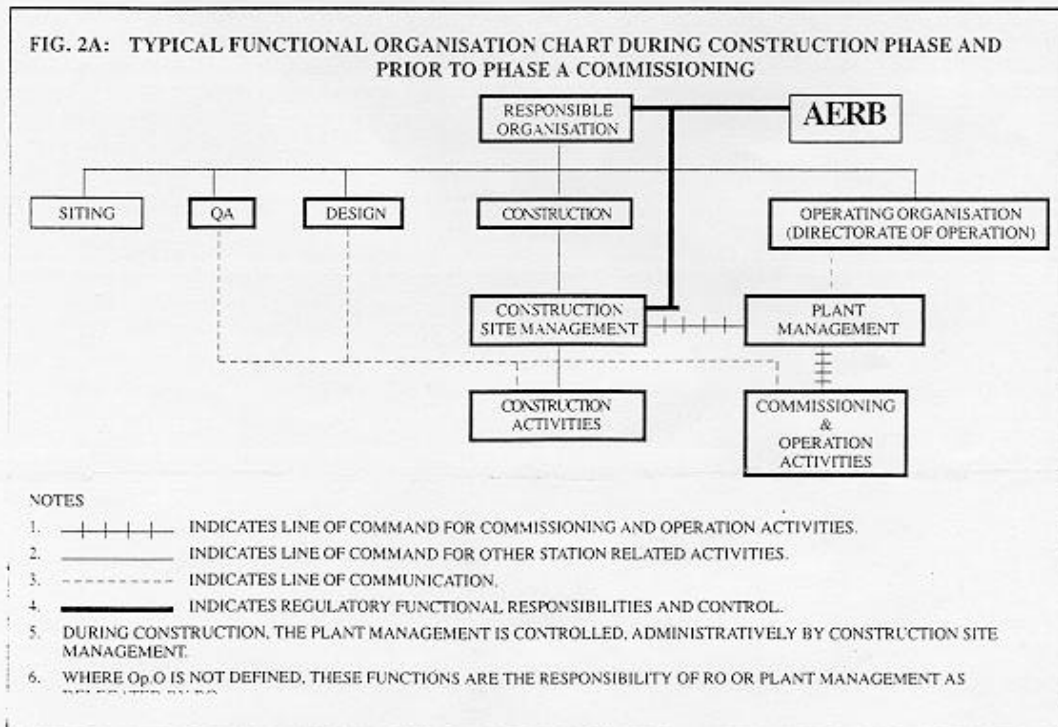 FIG. 2A: TYPICAL FUNCTIONAL ORGANISATION CHART DURING CONSTRUCTION PHASE AND
PRIOR TO PHASE A COMMISSIONING
RESPONSIBLE
ORGANISATION
AERB
SITING
QA
DESIGN
CONSTRUCTION
OPERATING ORGANISATION
(DIRECTORATE OF OPERATION)
CONSTRUCTION
SITE MANAGEMENT
PLANT
MANAGEMENT
CONSTRUCTION
ACTIVITIES
COMMISSIONING
&
OPERATION
ACTIVITIES
NOTES
1. INDICATES LINE OF COMMAND FOR COMMISSIONING AND OPERATION ACTIVITIES.
2. INDICATES LINE OF COMMAND FOR OTHER STATION RELATED ACTIVITIES.
3. INDICATES LINE OF COMMUNICATION.
4. INDICATES REGULATORY FUNCTIONAL RESPONSIBILITIES AND CONTROL.
5. DURING CONSTRUCTION, THE PLANT MANAGEMENT IS CONTROLLED, ADMINISTRATIVELY BY CONSTRUCTION SITE
MANAGEMENT.
6. WHERE Op.O IS NOT DEFINED, THESE FUNCTIONS ARE THE RESPONSIBILITY OF RO OR PLANT MANAGEMENT AS